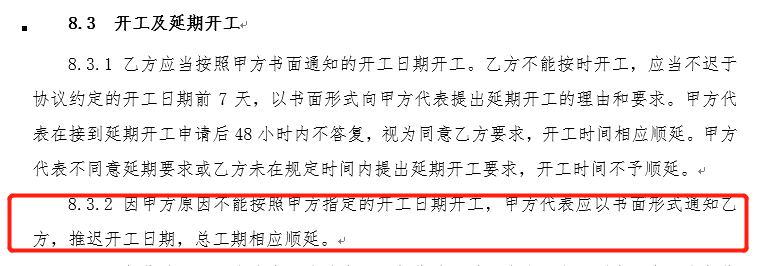 8.3 开工及延期开工
8.3.1 乙方应当按照甲方书面通知的开工日期开工。乙方不能按时开工，应当不迟于
协议约定的开工日期前 7 天，以书面形式向甲方代表提出延期开工的理由和要求。甲方代
表在接到延期开工申请后 48 小时内不答复，视为同意乙方要求，开工时间相应顺延。甲方
代表不同意延期要求或乙方未在规定时间内提出延期开工要求，开工时间不予顺延。
8.3.2 因甲方原因不能按照甲方指定的开工日期开工，甲方代表应以书面形式通知乙
方，推迟开工日期，总工期相应顺延。